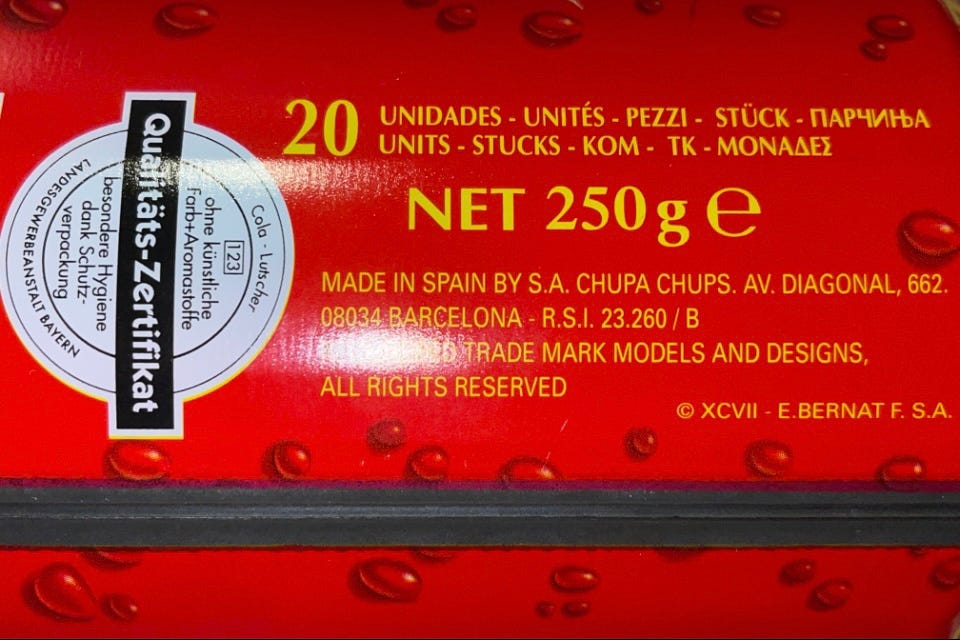 20 UNIDADES - UNITÉS - PEZZI - STÜCK - ПАРЧИЊА
UNITS - STUCKS - KOM - TK - ΜΟΝΑΔΕΣ
NET 250g ℮
MADE IN SPAIN BY S.A. CHUPA CHUPS. AV. DIAGONAL, 662.
08034 BARCELONA - R.S.I. 23.260 / B
TRADE MARK MODELS AND DESIGNS,
ALL RIGHTS RESERVED
© XCVII - E.BERNAT F. S.A.
Cola - Lutscher
123
ohne künstliche
Farb+Aromastoffe
Qualitäts-Zertifikat
besondere Hygiene
dank Schutz-
verpackung
LANDESGEWERBEANSTALT BAYERN